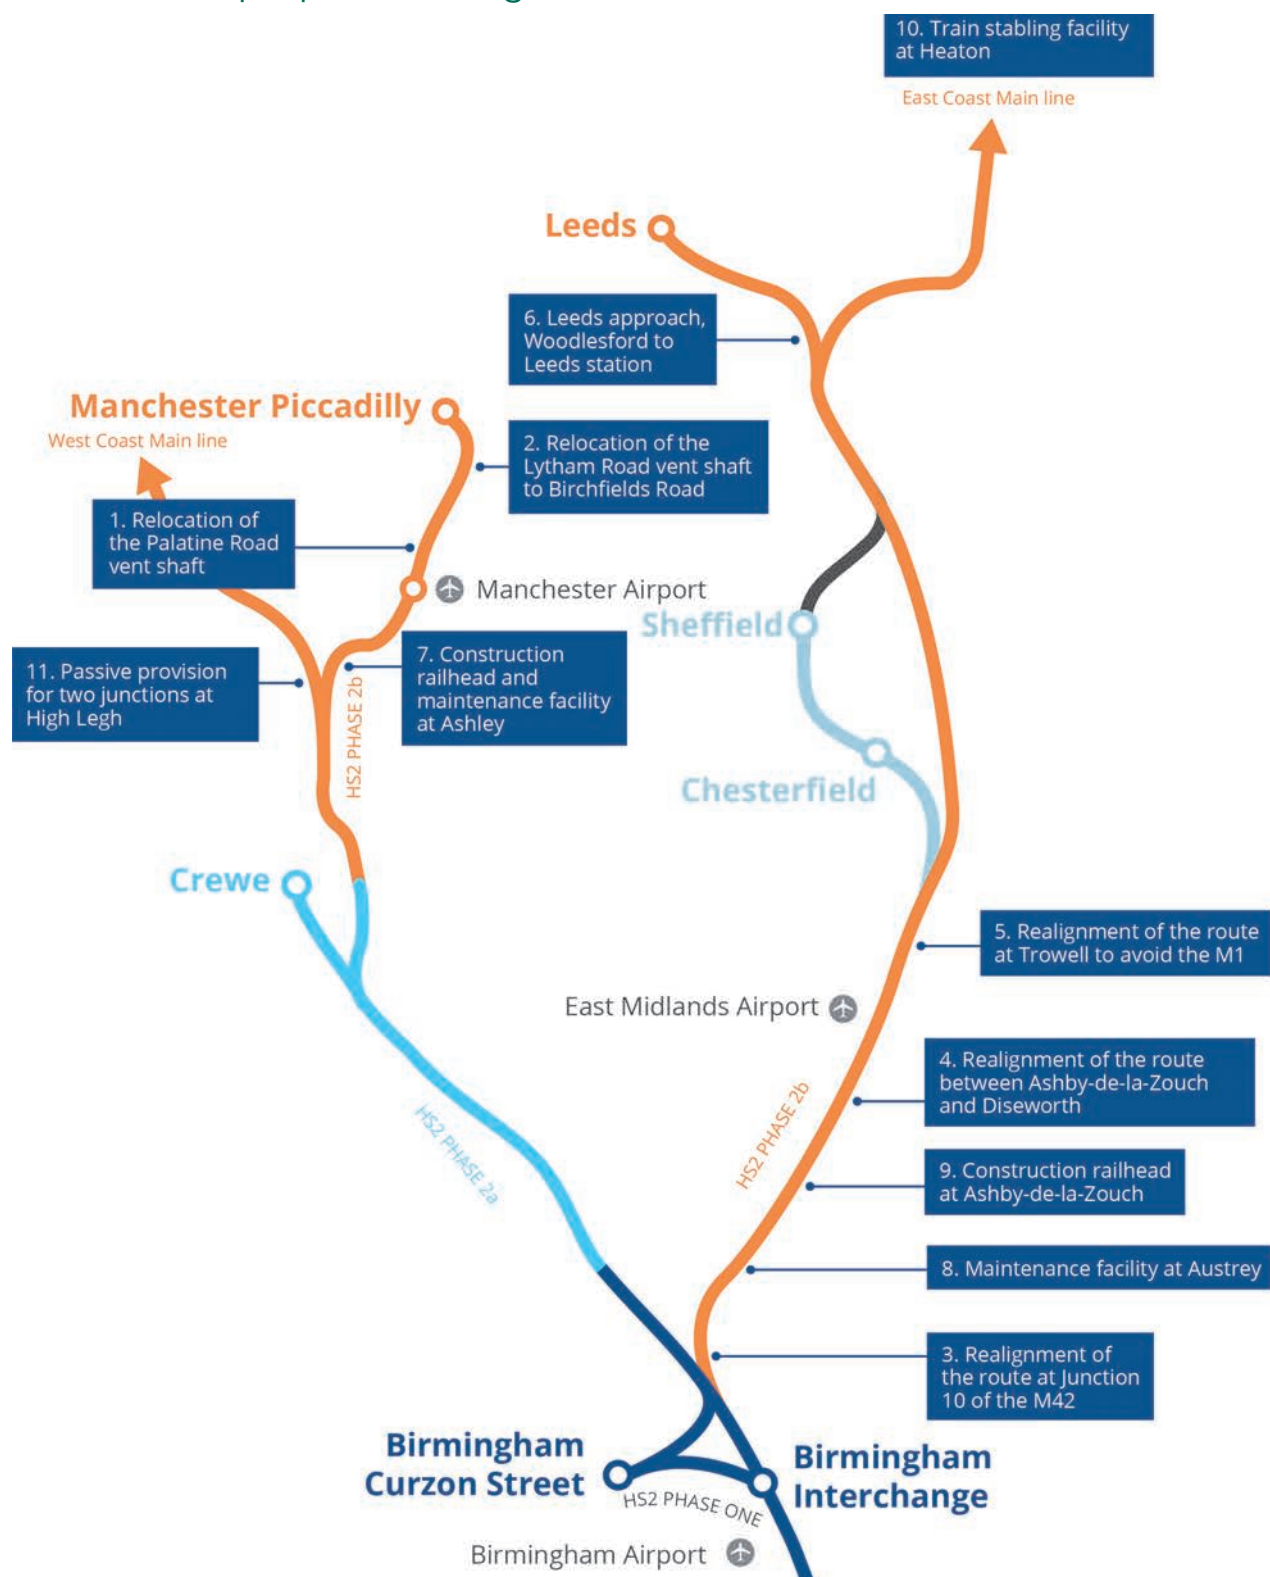 10. Train stabling facility
at Heaton
East Coast Main line
Leeds
6. Leeds approach,
Woodlesford to
Leeds station
Manchester Piccadilly
West Coast Main line
2. Relocation of the
Lytham Road vent shaft
to Birchfields Road
1. Relocation of
the Palatine Road
vent shaft
Manchester Airport
Sheffield
11. Passive provision
for two junctions at
High Legh
7. Construction
railhead and
maintenance facility
at Ashley
HS2 PHASE 2b
Chesterfield
Crewe
5. Realignment of the route
at Trowell to avoid the M1
East Midlands Airport
4. Realignment of the route
between Ashby-de-la-Zouch
and Diseworth
HS2 PHASE 2a
HS2 PHASE 2b
9. Construction railhead
at Ashby-de-la-Zouch
8. Maintenance facility at Austrey
3. Realignment of
the route at Junction
10 of the M42
Birmingham
Curzon Street
Birmingham
Interchange
HS2 PHASE ONE
Birmingham Airport